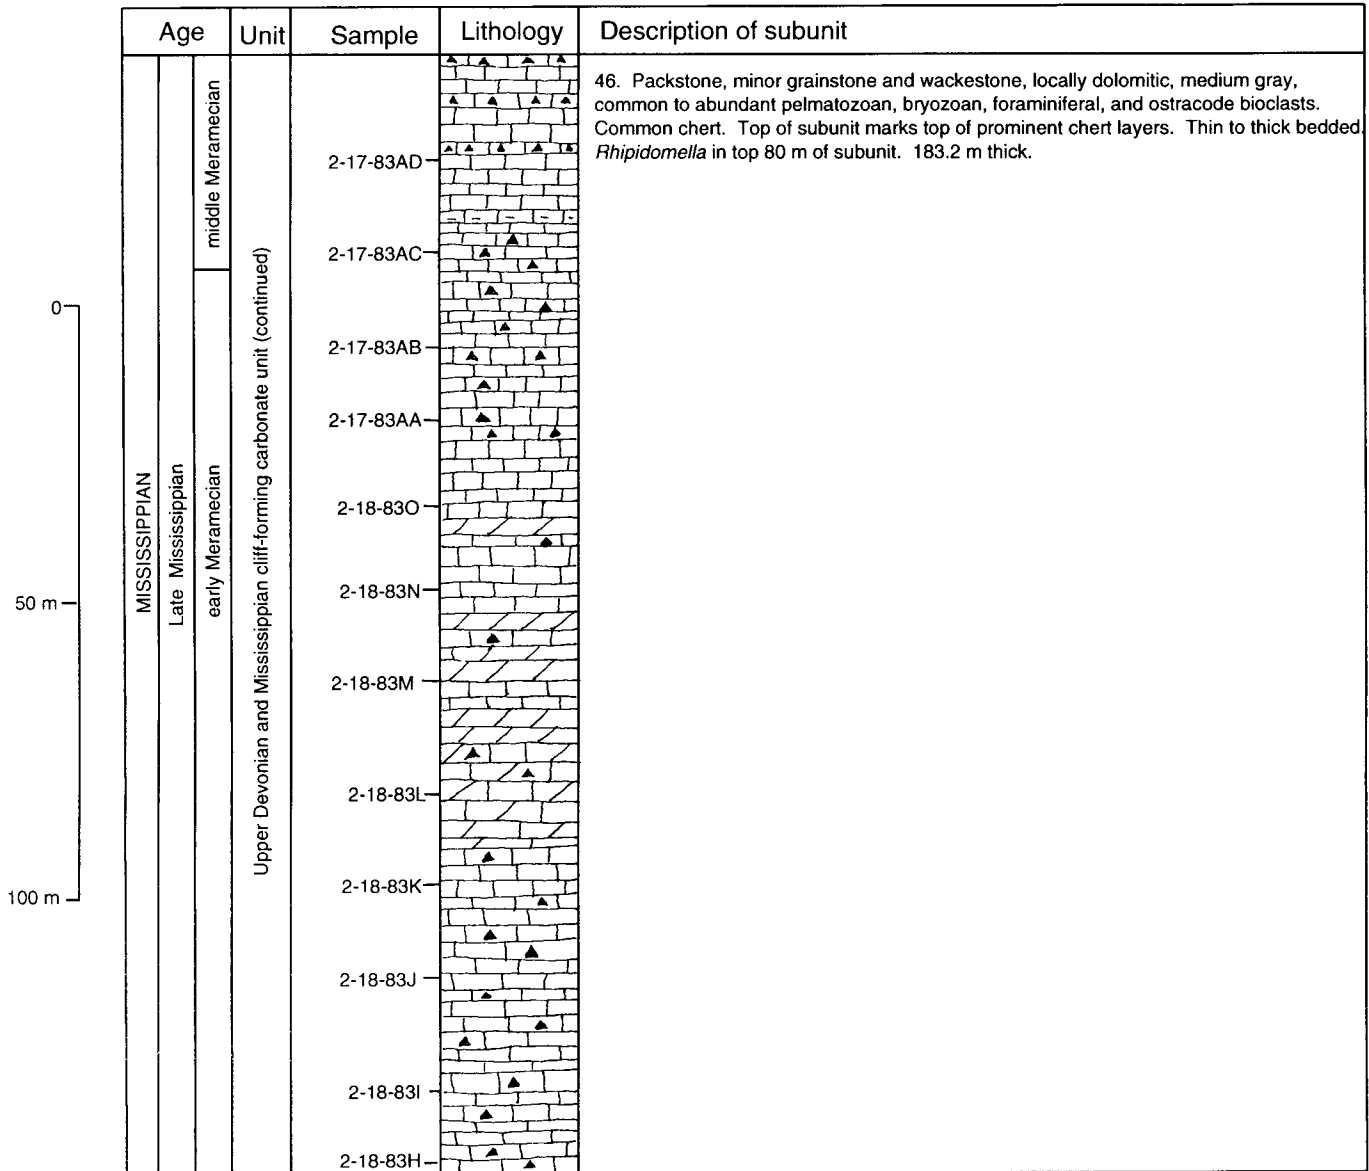 Age Unit Sample Lithology Description of subunit
46. Packstone, minor grainstone and wackestone, locally dolomitic, medium gray,
common to abundant pelmatozoan, bryozoan, foraminiferal, and ostracode bioclasts.
Common chert. Top of subunit marks top of prominent chert layers. Thin to thick bedded.
Rhipidomella in top 80 m of subunit. 183.2 m thick.
MISSISSIPPIAN
Late Mississippian
middle Meramecian
early Meramecian
Upper Devonian and Mississippian cliff-forming carbonate unit (continued)
2-17-83AD
2-17-83AC
2-17-83AB
2-17-83AA
2-18-83O
2-18-83N
2-18-83M
2-18-83L
2-18-83K
2-18-83J
2-18-83I
2-18-83H
0
50 m
100 m